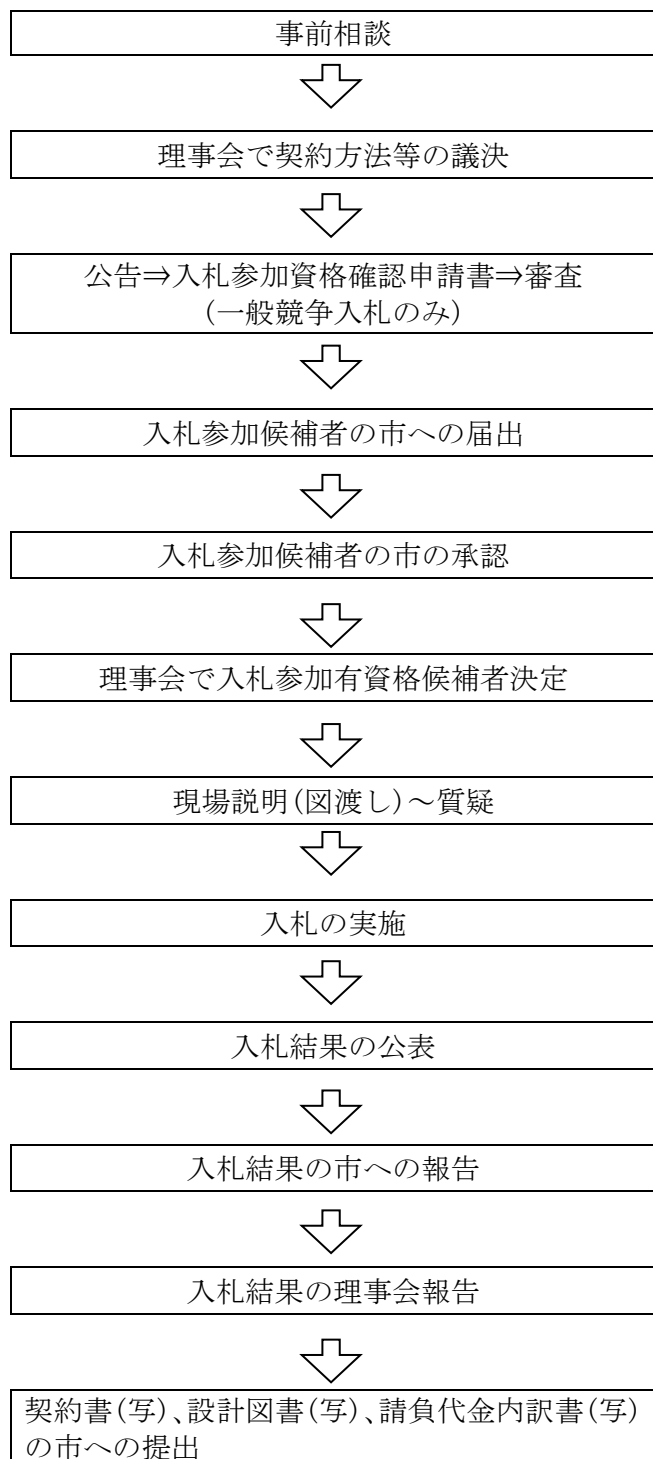 事前相談
理事会で契約方法等の議決
公告⇒入札参加資格確認申請書⇒審査
(一般競争入札のみ)
入札参加候補者の市への届出
入札参加候補者の市の承認
理事会で入札参加有資格候補者決定
現場説明(図渡し)～質疑
入札の実施
入札結果の公表
入札結果の市への報告
入札結果の理事会報告
契約書(写)、設計図書(写)、請負代金内訳書(写)
の市への提出